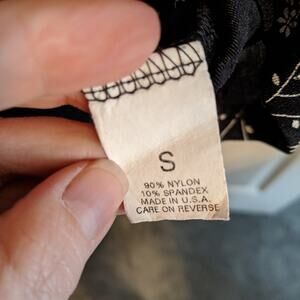 S
90% NYLON
10% SPANDEX
MADE IN U.S.A.
CARE ON REVERSE